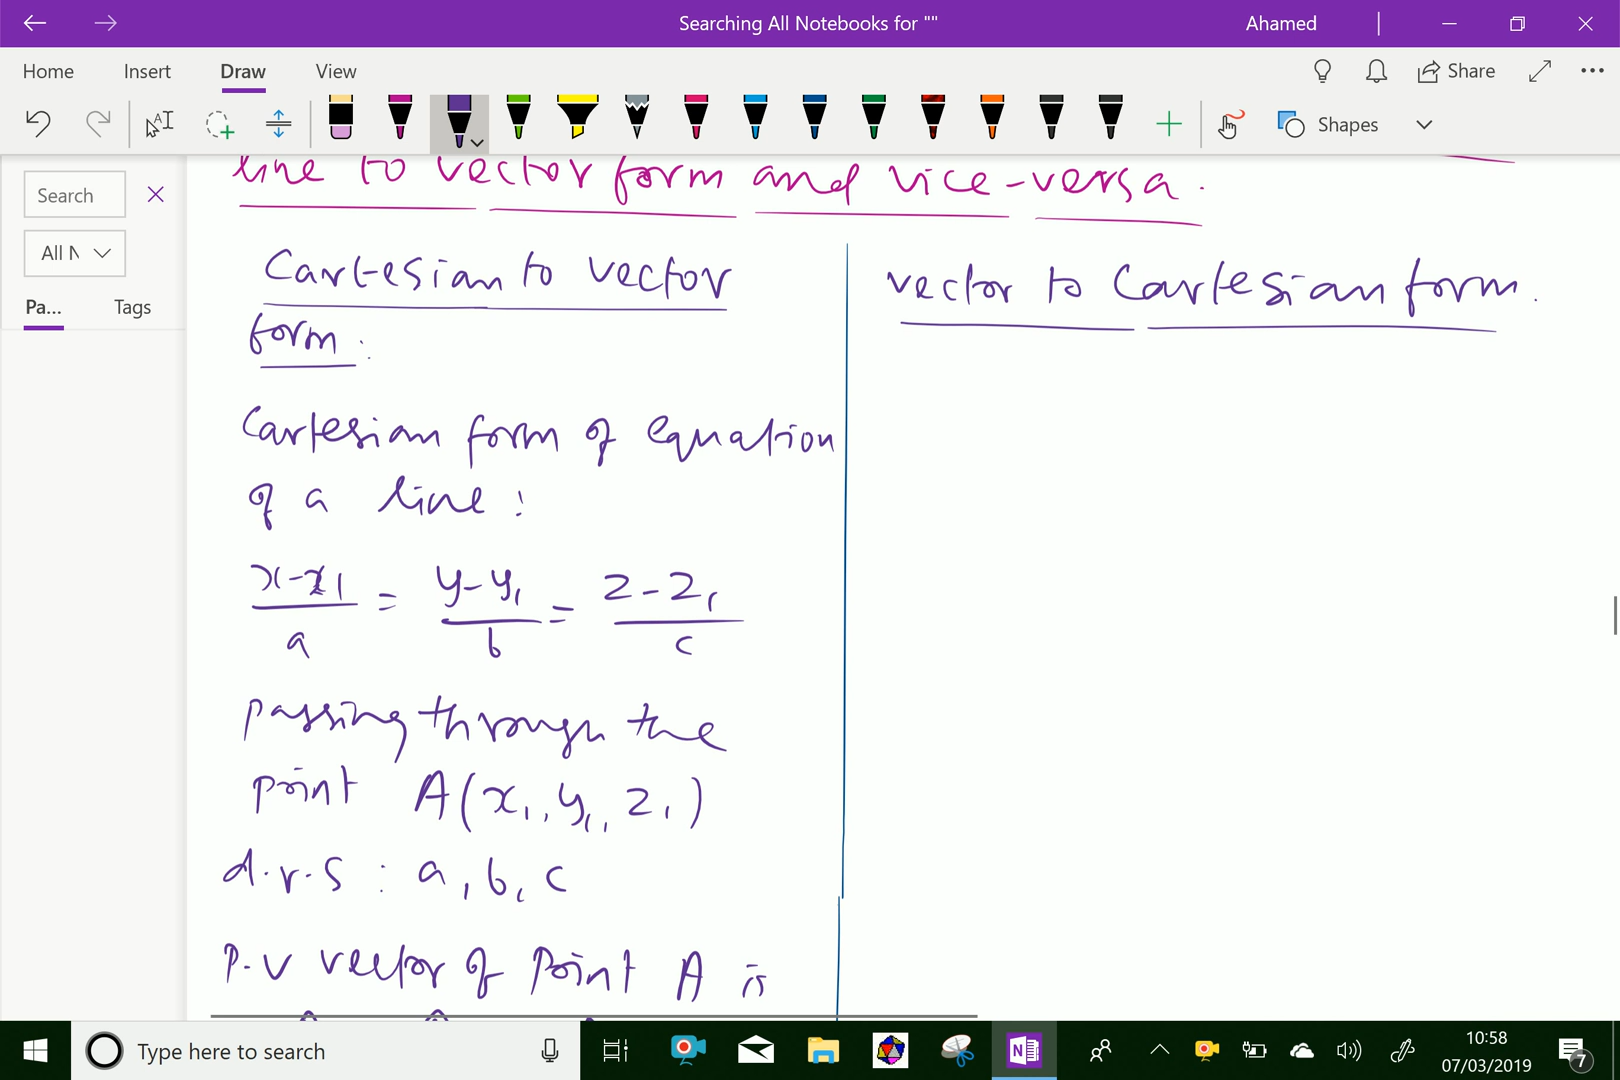 Searching All Notebooks for ""
Ahamed
Home Insert Draw View
Share
Shapes
Search
All N
Pa... Tags
line to vector form and vice-versa.
Cartesian to vector
form:
Cartesian form of equation
of a line:
x-x1/a = y-y1/b = z-z1/c
passing through the
point A(x1, y1, z1)
d.r.s : a, b, c
P.V vector of point A is
vector to Cartesian form.
Type here to search
N
10:58
07/03/2019
7